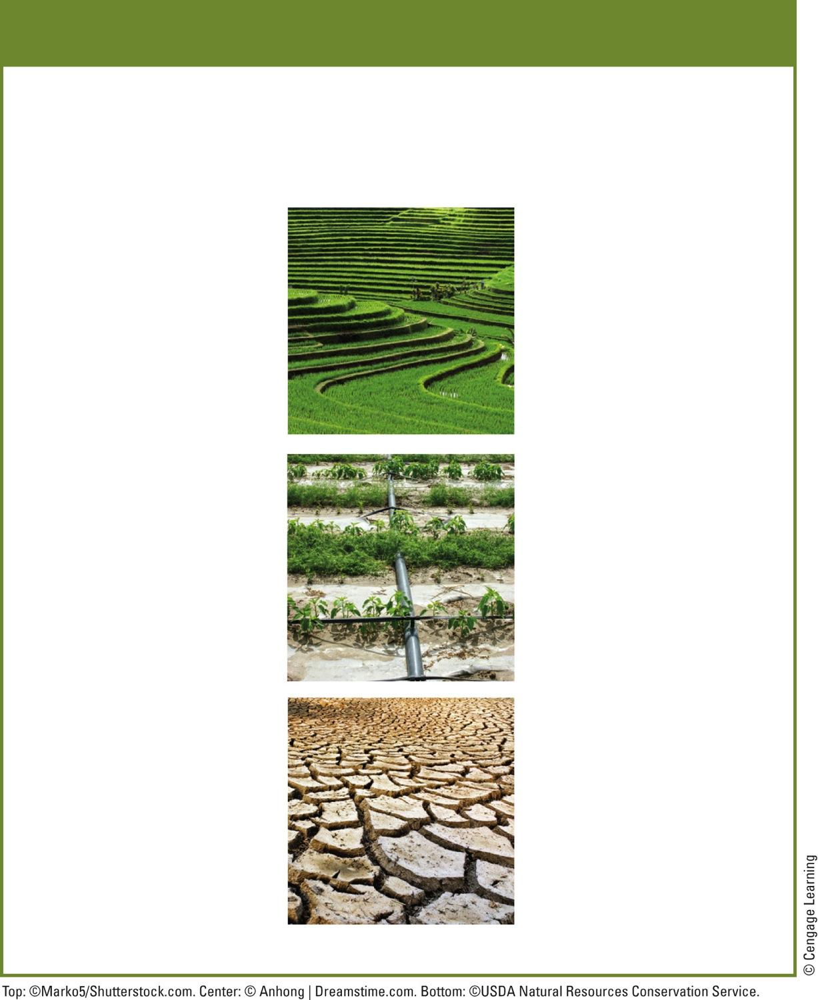 © Cengage Learning
Top: ©Marko5/Shutterstock.com. Center: © Anhong | Dreamstime.com. Bottom: ©USDA Natural Resources Conservation Service.